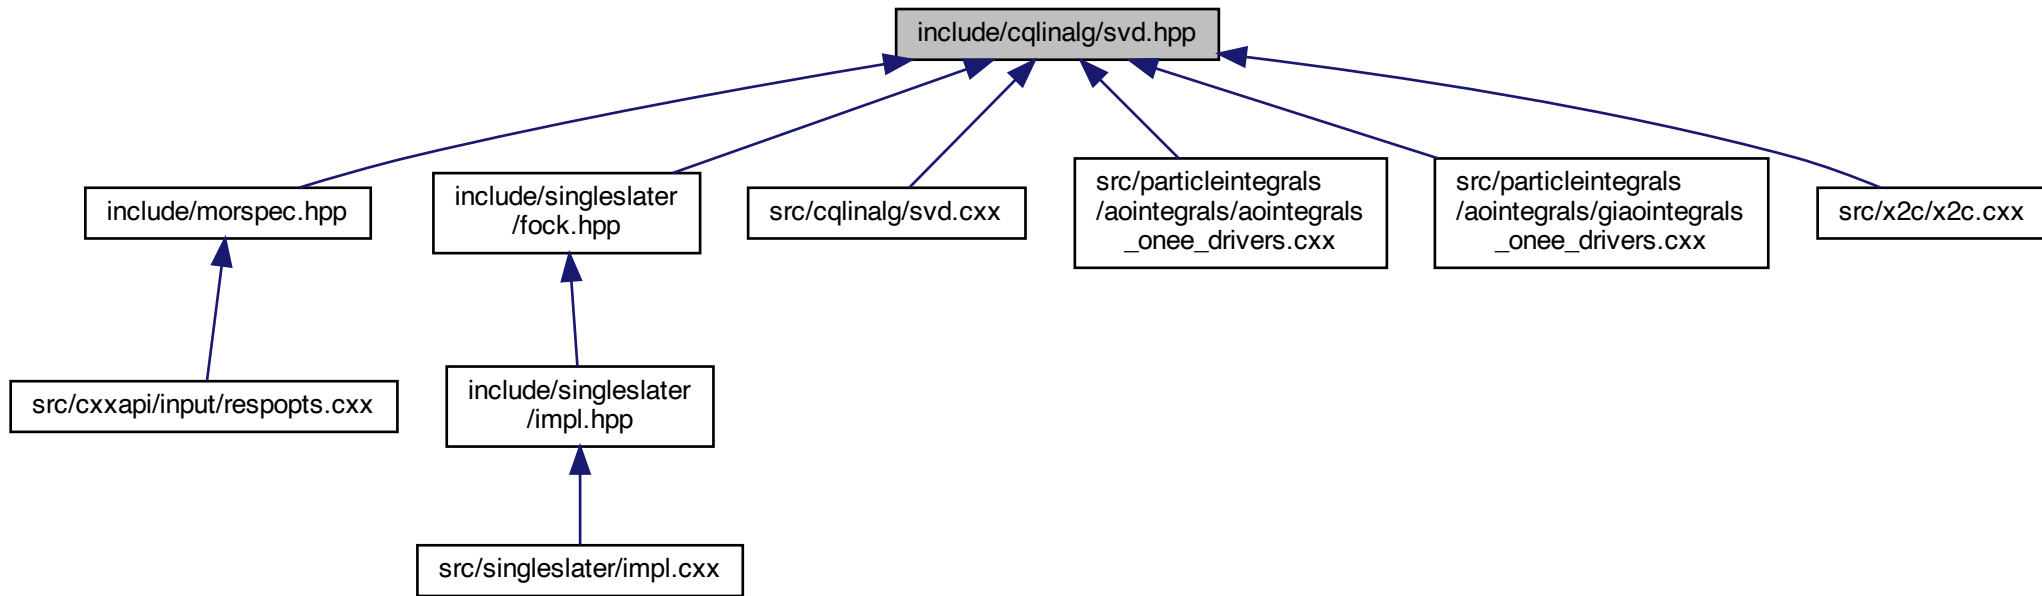 include/cqlinalg/svd.hpp
include/morspec.hpp
include/singleslater
/fock.hpp
src/cqlinalg/svd.cxx
src/particleintegrals
/aointegrals/aointegrals
_onee_drivers.cxx
src/particleintegrals
/aointegrals/giaointegrals
_onee_drivers.cxx
src/x2c/x2c.cxx
src/cxxapi/input/respopts.cxx
include/singleslater
/impl.hpp
src/singleslater/impl.cxx